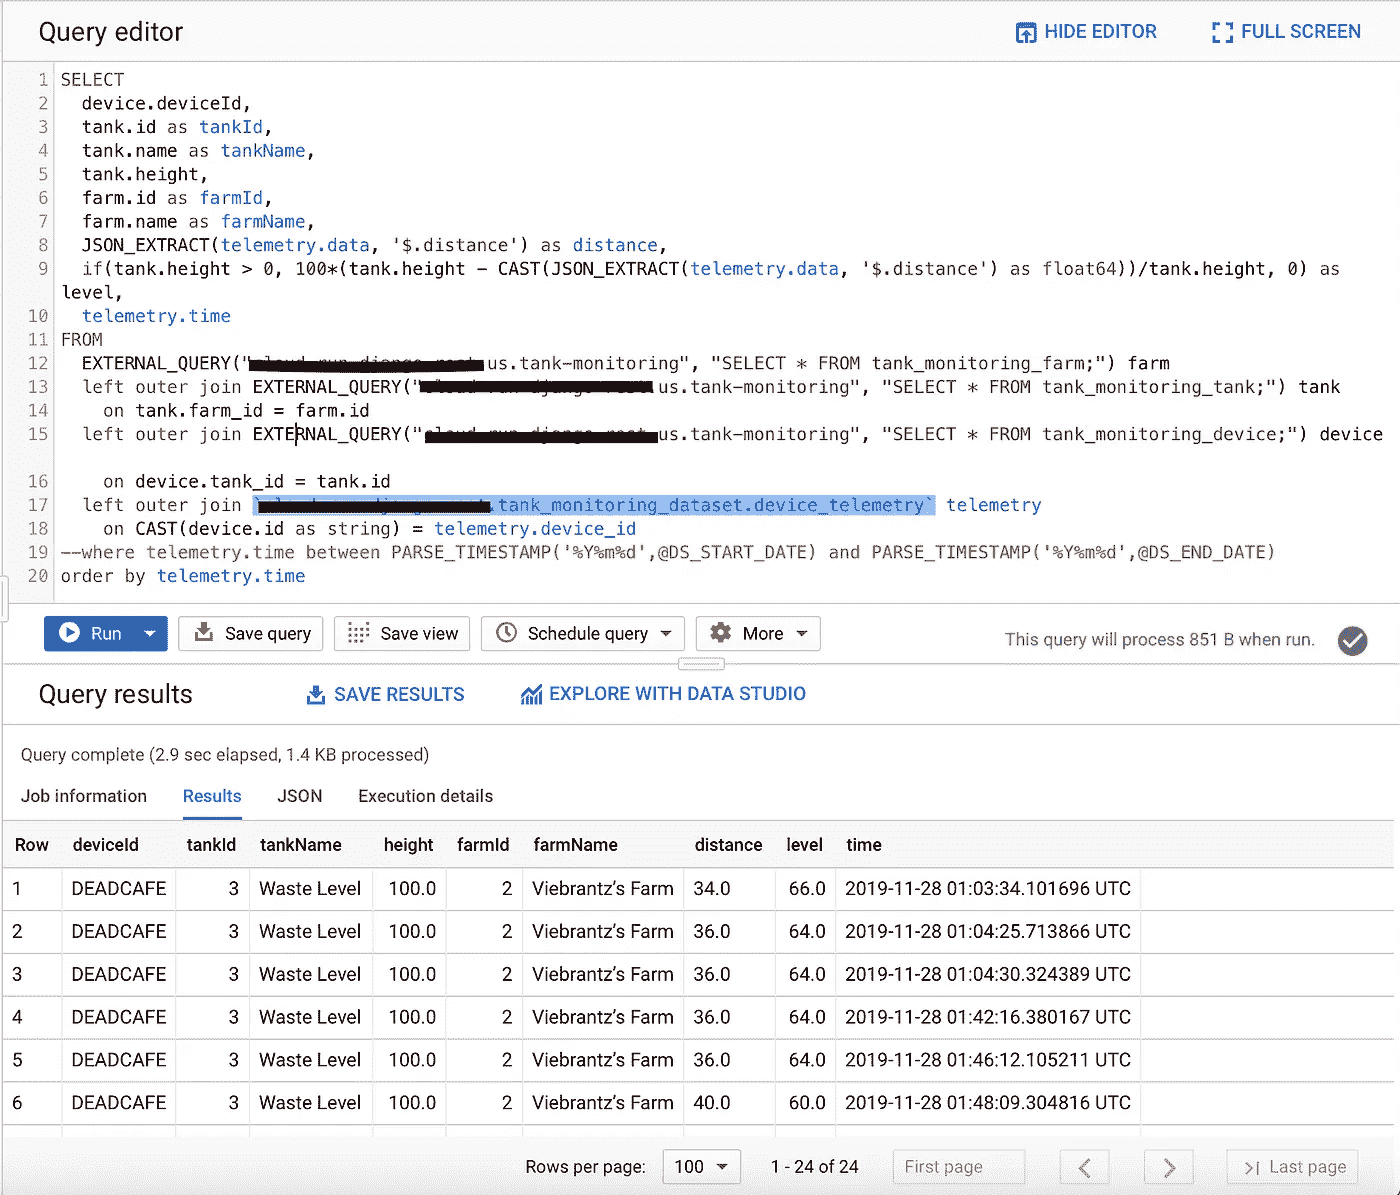 Query editor
HIDE EDITOR
FULL SCREEN
1 SELECT
2 device.deviceId,
3 tank.id as tankId,
4 tank.name as tankName,
5 tank.height,
6 farm.id as farmId,
7 farm.name as farmName,
8 JSON_EXTRACT(telemetry.data, '$.distance') as distance,
9 if(tank.height > 0, 100*(tank.height - CAST(JSON_EXTRACT(telemetry.data, '$.distance') as float64))/tank.height, 0) as
level,
10 telemetry.time
11 FROM
12 EXTERNAL_QUERY(" us.tank-monitoring", "SELECT * FROM tank_monitoring_farm;") farm
13 left outer join EXTERNAL_QUERY(" us.tank-monitoring", "SELECT * FROM tank_monitoring_tank;") tank
14 on tank.farm_id = farm.id
15 left outer join EXTERNAL_QUERY(" us.tank-monitoring", "SELECT * FROM tank_monitoring_device;") device
16 on device.tank_id = tank.id
17 left outer join ` .tank_monitoring_dataset.device_telemetry` telemetry
18 on CAST(device.id as string) = telemetry.device_id
19 --where telemetry.time between PARSE_TIMESTAMP('%Y%m%d',@DS_START_DATE) and PARSE_TIMESTAMP('%Y%m%d',@DS_END_DATE)
20 order by telemetry.time
Run
Save query
Save view
Schedule query
More
This query will process 851 B when run.
Query results
SAVE RESULTS
EXPLORE WITH DATA STUDIO
Query complete (2.9 sec elapsed, 1.4 KB processed)
Job information Results JSON Execution details
Row deviceId tankId tankName height farmId farmName distance level time
1 DEADCAFE 3 Waste Level 100.0 2 Viebrantz’s Farm 34.0 66.0 2019-11-28 01:03:34.101696 UTC
2 DEADCAFE 3 Waste Level 100.0 2 Viebrantz’s Farm 36.0 64.0 2019-11-28 01:04:25.713866 UTC
3 DEADCAFE 3 Waste Level 100.0 2 Viebrantz’s Farm 36.0 64.0 2019-11-28 01:04:30.324389 UTC
4 DEADCAFE 3 Waste Level 100.0 2 Viebrantz’s Farm 36.0 64.0 2019-11-28 01:42:16.380167 UTC
5 DEADCAFE 3 Waste Level 100.0 2 Viebrantz’s Farm 36.0 64.0 2019-11-28 01:46:12.105211 UTC
6 DEADCAFE 3 Waste Level 100.0 2 Viebrantz’s Farm 40.0 60.0 2019-11-28 01:48:09.304816 UTC
Rows per page: 100 1 - 24 of 24 First page < > >| Last page